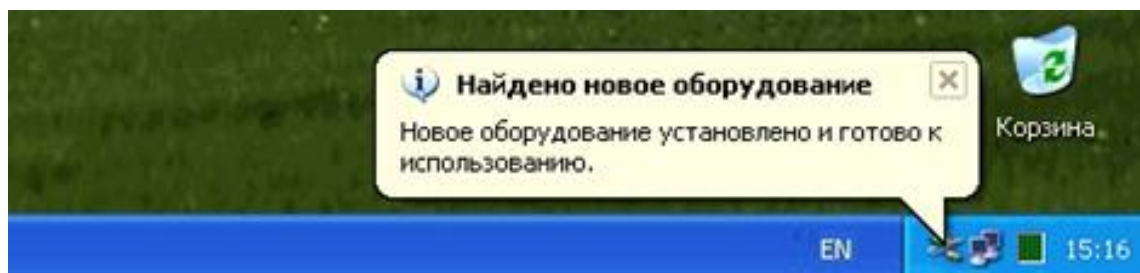 Найдено новое оборудование
Новое оборудование установлено и готово к
использованию.
Корзина
EN
15:16